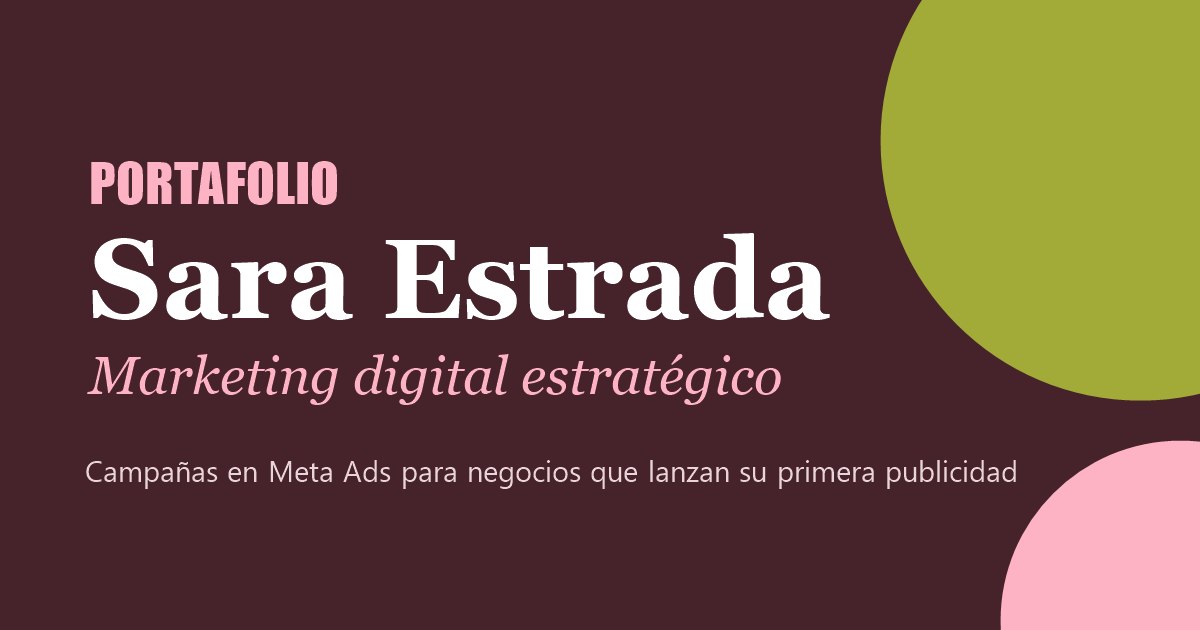 PORTAFOLIO
Sara Estrada
Marketing digital estratégico
Campañas en Meta Ads para negocios que lanzan su primera publicidad